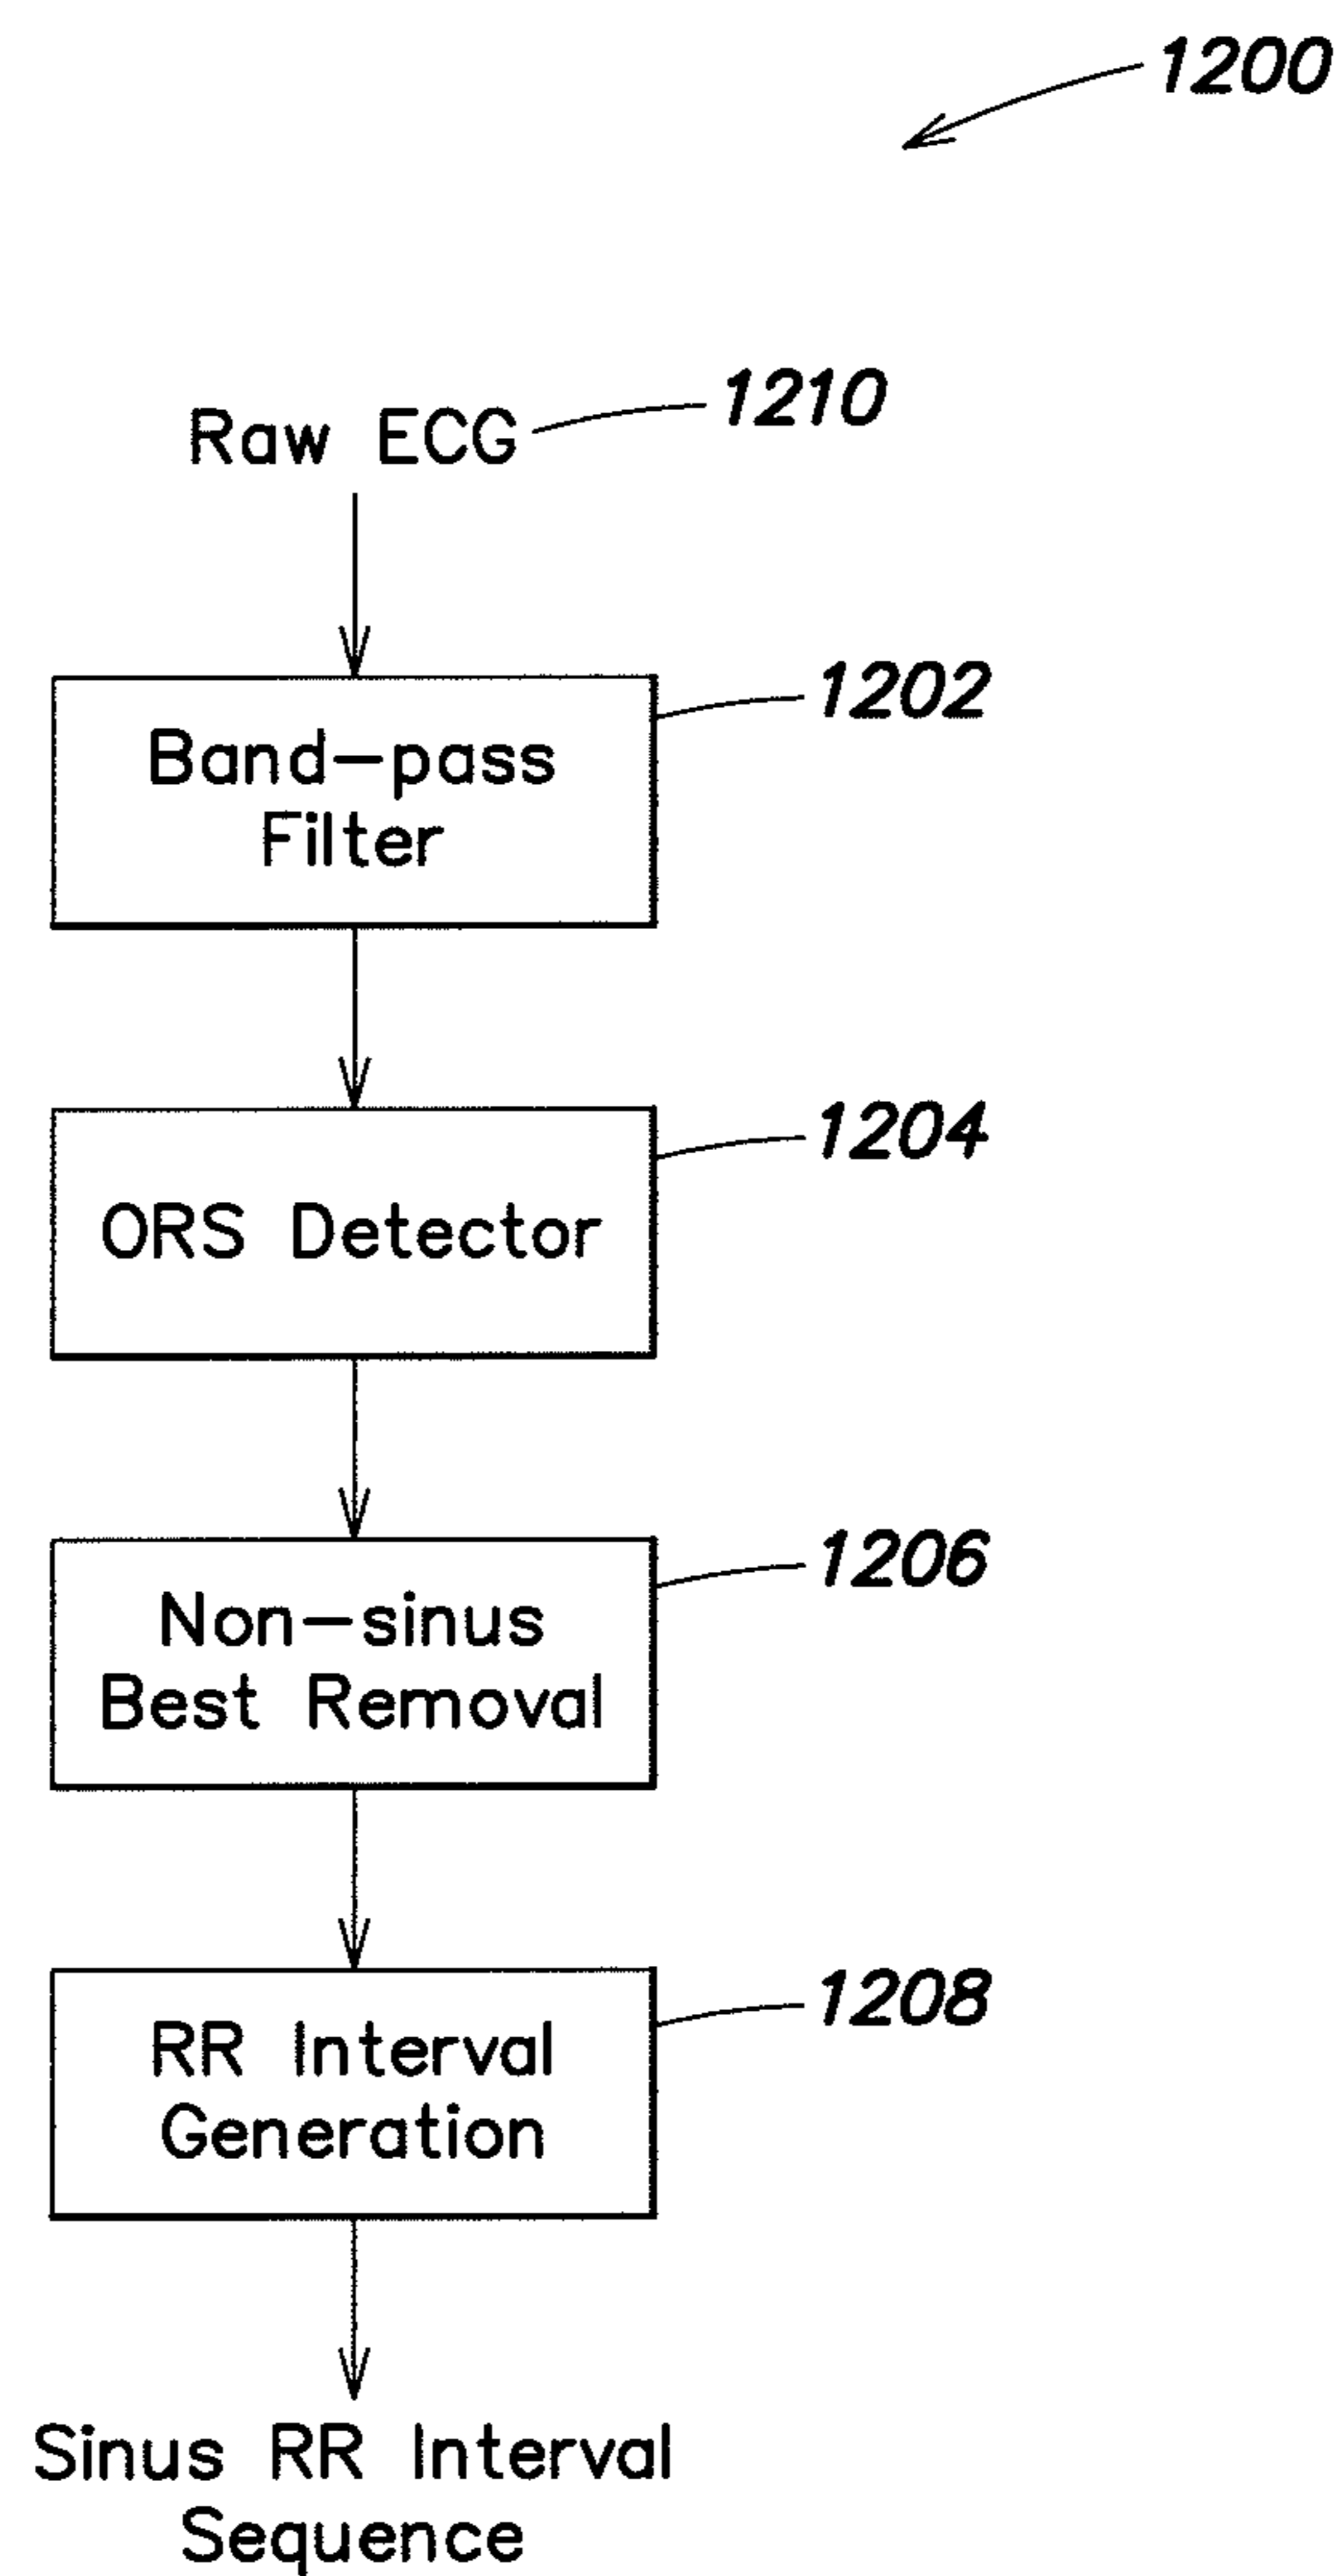 1200
Raw ECG 1210
1202
Band-pass
Filter
1204
ORS Detector
1206
Non-sinus
Best Removal
1208
RR Interval
Generation
Sinus RR Interval
Sequence